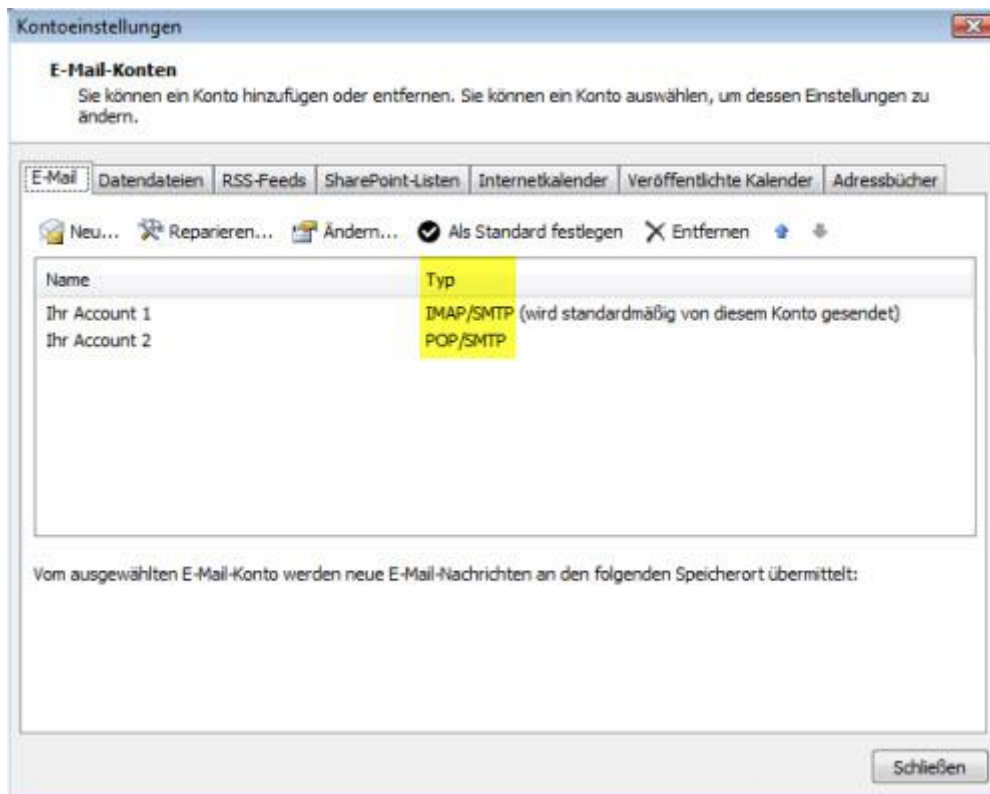 Kontoeinstellungen
E-Mail-Konten
Sie können ein Konto hinzufügen oder entfernen. Sie können ein Konto auswählen, um dessen Einstellungen zu
ändern.
E-Mail Datendateien RSS-Feeds SharePoint-Listen Internetkalender Veröffentlichte Kalender Adressbücher
Neu... Reparieren... Ändern... Als Standard festlegen Entfernen
Name Typ
Ihr Account 1 IMAP/SMTP (wird standardmäßig von diesem Konto gesendet)
Ihr Account 2 POP/SMTP
Vom ausgewählten E-Mail-Konto werden neue E-Mail-Nachrichten an den folgenden Speicherort übermittelt:
Schließen